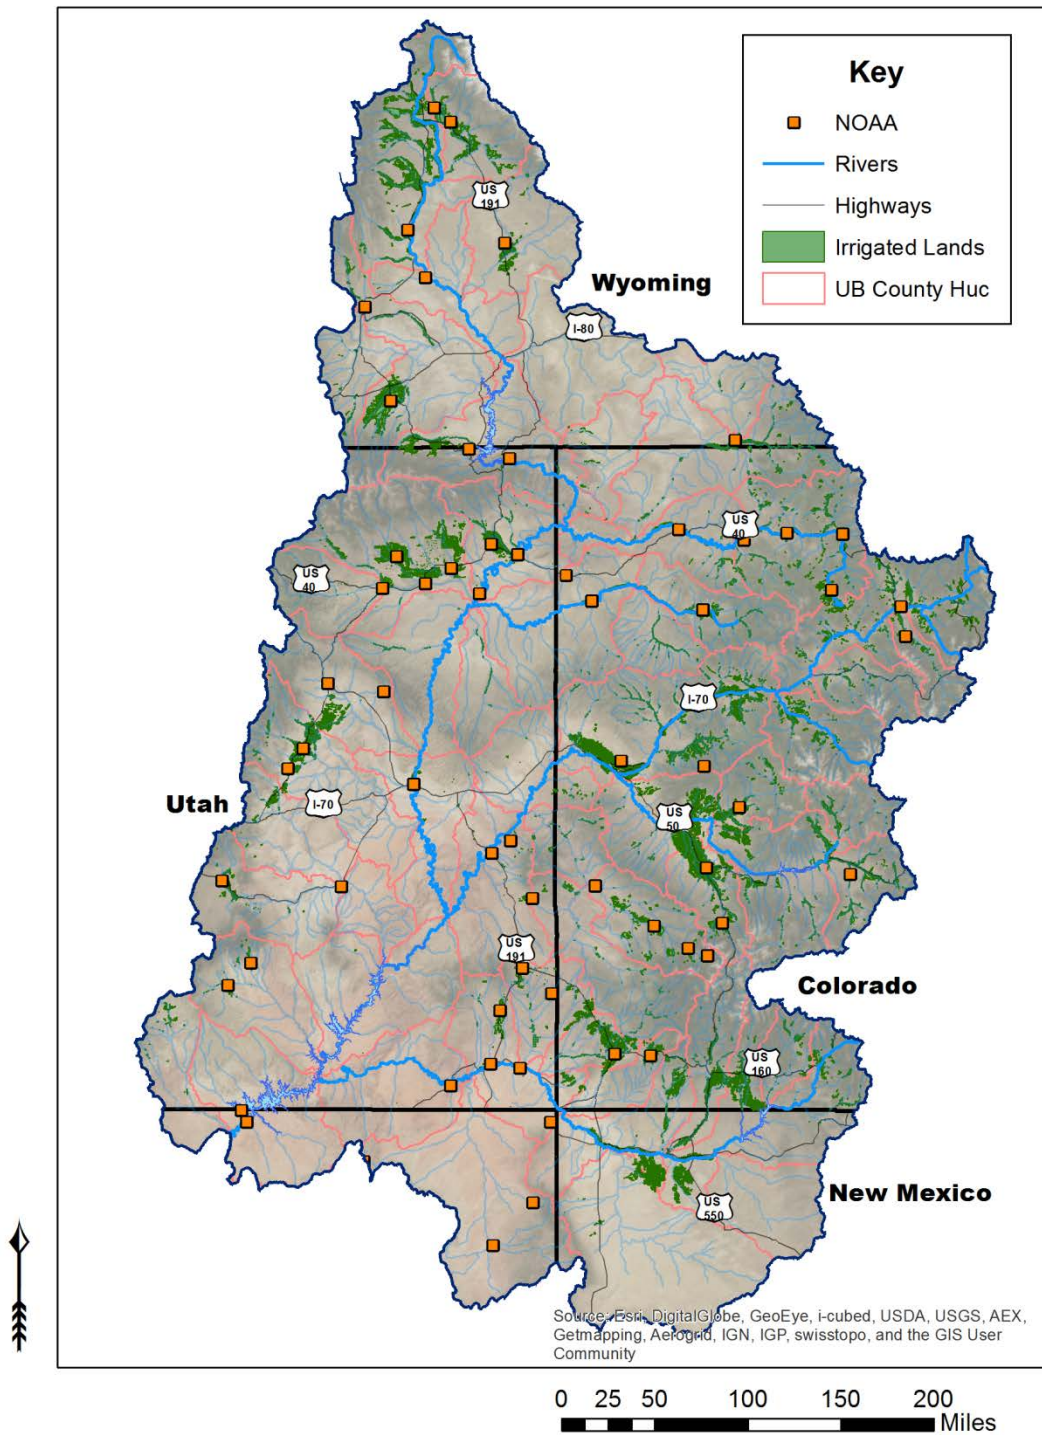 Key
NOAA
Rivers
Highways
Irrigated Lands
UB County Huc
US
191
Wyoming
I-80
US
40
US
40
I-70
Utah
I-70
US
50
US
191
Colorado
US
160
New Mexico
US
550
Source: Esri, DigitalGlobe, GeoEye, i-cubed, USDA, USGS, AEX,
Getmapping, Aerogrid, IGN, IGP, swisstopo, and the GIS User
Community
0 25 50 100 150 200
Miles